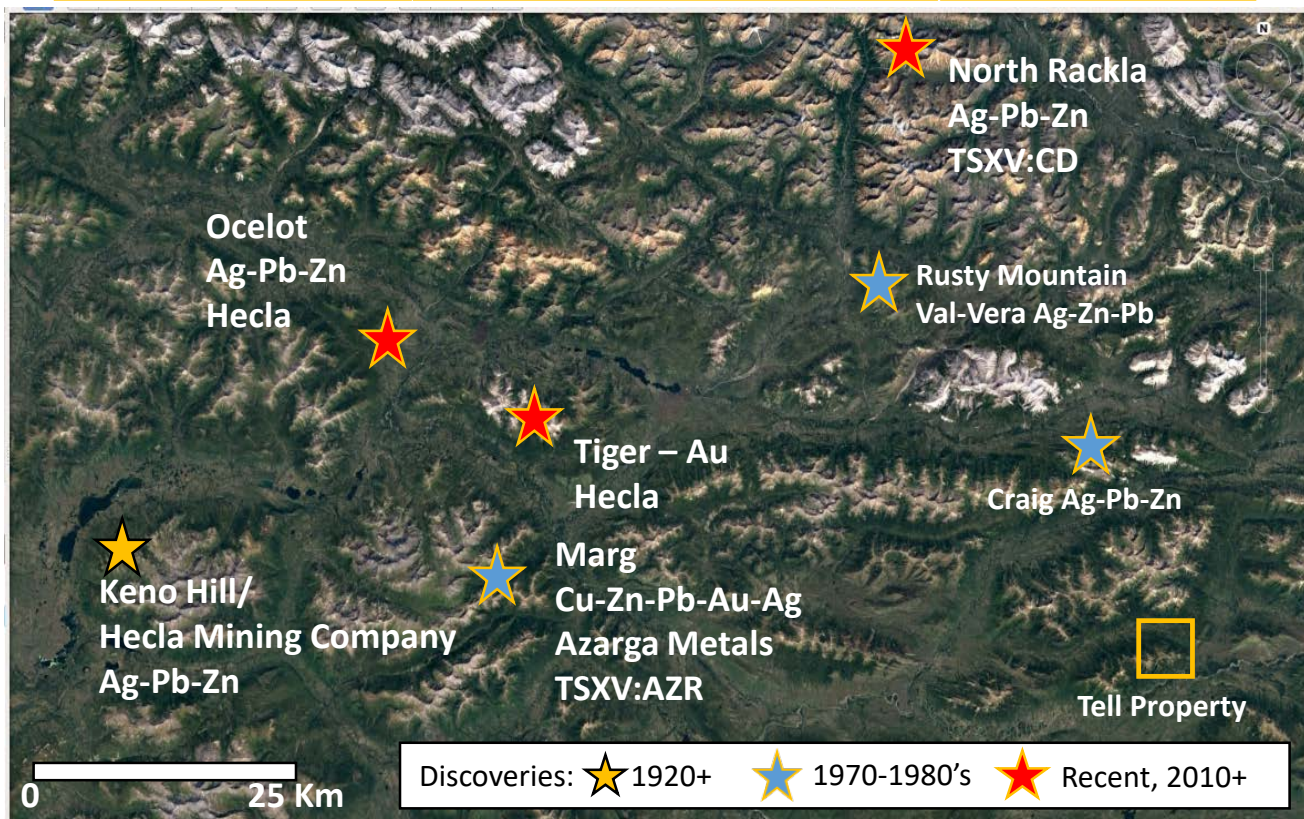 N
North Rackla
Ag-Pb-Zn
TSXV:CD
Ocelot
Ag-Pb-Zn
Hecla
Rusty Mountain
Val-Vera Ag-Zn-Pb
Tiger – Au
Hecla
Craig Ag-Pb-Zn
Keno Hill/
Hecla Mining Company
Ag-Pb-Zn
Marg
Cu-Zn-Pb-Au-Ag
Azarga Metals
TSXV:AZR
Tell Property
0 25 Km
Discoveries: 1920+ 1970-1980’s Recent, 2010+